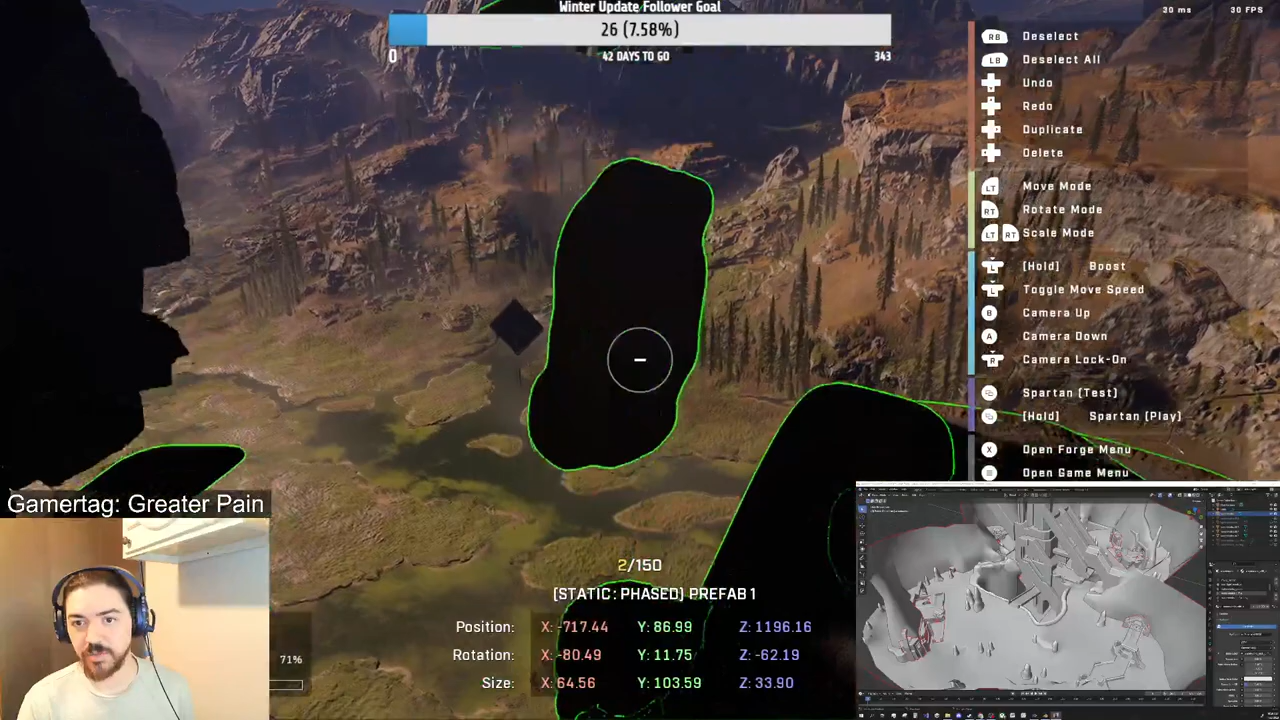 Winter Update Follower Goal
26 (7.58%)
0
42 DAYS TO GO
343
30 ms
30 FPS
RB Deselect
LB Deselect All
Undo
Redo
Duplicate
Delete
LT Move Mode
RT Rotate Mode
LT RT Scale Mode
L [Hold] Boost
L Toggle Move Speed
B Camera Up
A Camera Down
R Camera Lock-On
Spartan [Test]
[Hold] Spartan [Play]
X Open Forge Menu
Open Game Menu
Gamertag: Greater Pain
71%
2/150
[STATIC: PHASED] PREFAB 1
Position: X: -717.44 Y: 86.99 Z: 1196.16
Rotation: X: -80.49 Y: 11.75 Z: -62.19
Size: X: 64.56 Y: 103.59 Z: 33.90